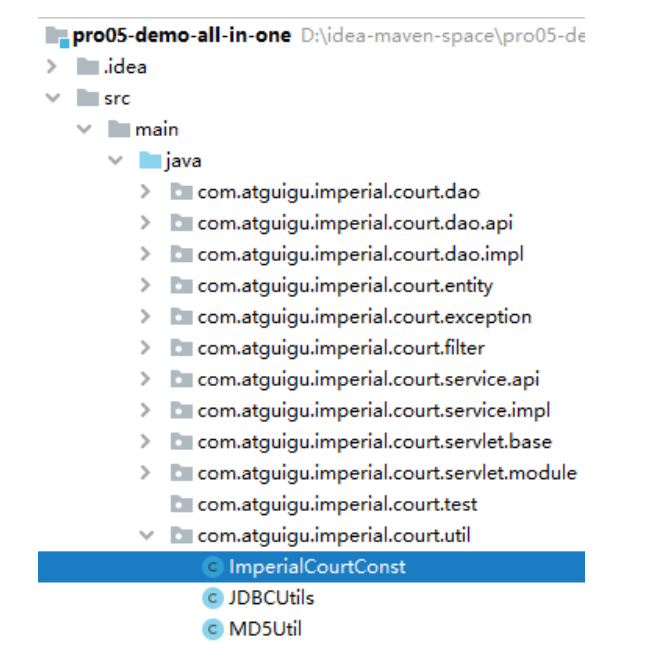 pro05-demo-all-in-one D:\idea-maven-space\pro05-de
.idea
src
main
java
com.atguigu.imperial.court.dao
com.atguigu.imperial.court.dao.api
com.atguigu.imperial.court.dao.impl
com.atguigu.imperial.court.entity
com.atguigu.imperial.court.exception
com.atguigu.imperial.court.filter
com.atguigu.imperial.court.service.api
com.atguigu.imperial.court.service.impl
com.atguigu.imperial.court.servlet.base
com.atguigu.imperial.court.servlet.module
com.atguigu.imperial.court.test
com.atguigu.imperial.court.util
C ImperialCourtConst
C JDBCUtils
C MD5Util